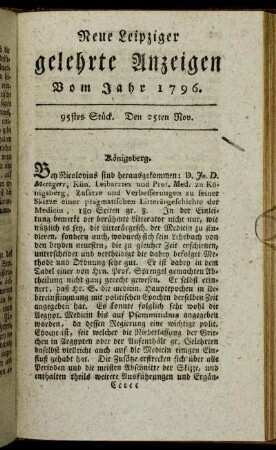 Neue Leipziger
gelehrte Anzeigen
Vom Jahr 1796.
95stes Stück. Den 25ten Nov.
Königsberg.
Bey Nicolovius sind herausgekommen: D. Jo. D.
Metzgers, Kön. Leibarztes und Prof. Med. zu Kö-
nigsberg, Zusätze und Verbesserungen zu seiner
Skizze einer pragmatischen Litterärgeschichte der
Medicin, 180 Seiten gr. 8. In der Einlei-
tung bemerkt der berühmte Litterator nicht nur, wie
wichtig es sey, die Litterärgesch. der Medicin zu stu-
dieren, sondern auch, wodurch sich sein Lehrbuch von
den beyden neuesten, die zu gleicher Zeit erschienen,
unterscheidet und vertheidigt die dabey befolgte Me-
thode und Ordnung sehr gut. Er ist dabey in dem
Tadel einer von Hrn. Prof. Sprengel gemachten Ab-
theilung nicht ganz gerecht gewesen. Er selbst erin-
nert, daß Hr. S. die medicin. Hauptepochen in Ue-
bereinstimmung mit politischen Epochen derselben Zeit
angegeben hat. Es konnte folglich sehr wohl die
Aegypt. Medicin bis auf Psammitichus angegeben
werden, da dessen Regierung eine wichtige polit.
Epoche ist, seit welcher die Niederlassung der Grie-
chen in Aegypten oder der Aufenthalt gr. Gelehrten
daselbst vielleicht auch auf die Medicin einigen Ein-
fluß gehabt hat. Die Zusätze erstrecken sich über alle
Perioden und die meisten Abschnitte der Skizze, und
enthalten theils weitere Ausführungen und Ergän-
Ccccc